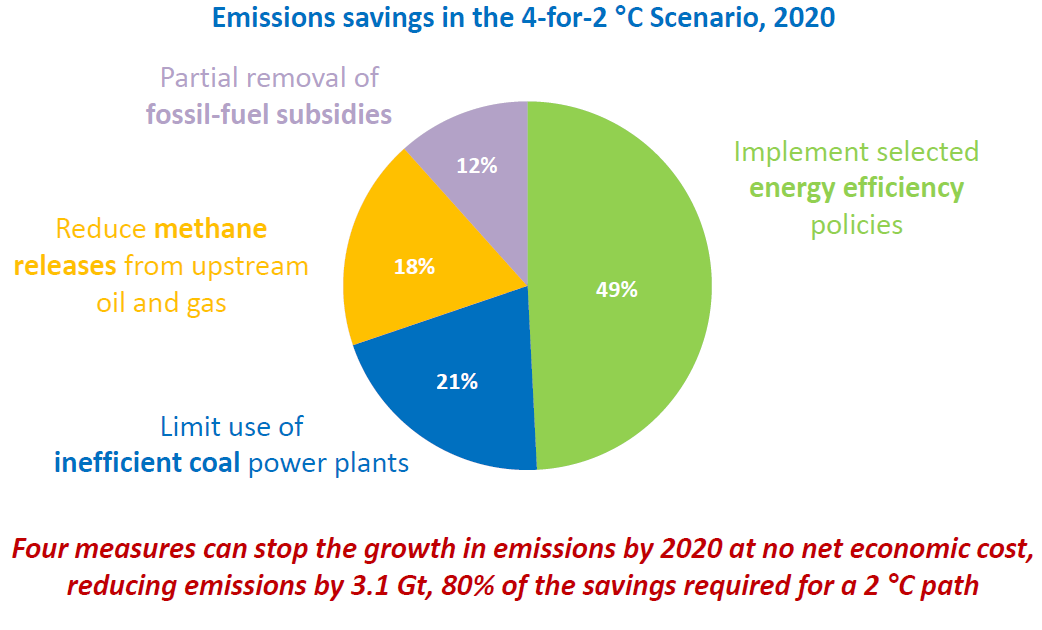 Emissions savings in the 4-for-2 °C Scenario, 2020
Partial removal of
fossil-fuel subsidies
12%
Implement selected
energy efficiency
policies
Reduce methane
releases from upstream
oil and gas
18%
49%
21%
Limit use of
inefficient coal power plants
Four measures can stop the growth in emissions by 2020 at no net economic cost,
reducing emissions by 3.1 Gt, 80% of the savings required for a 2 °C path